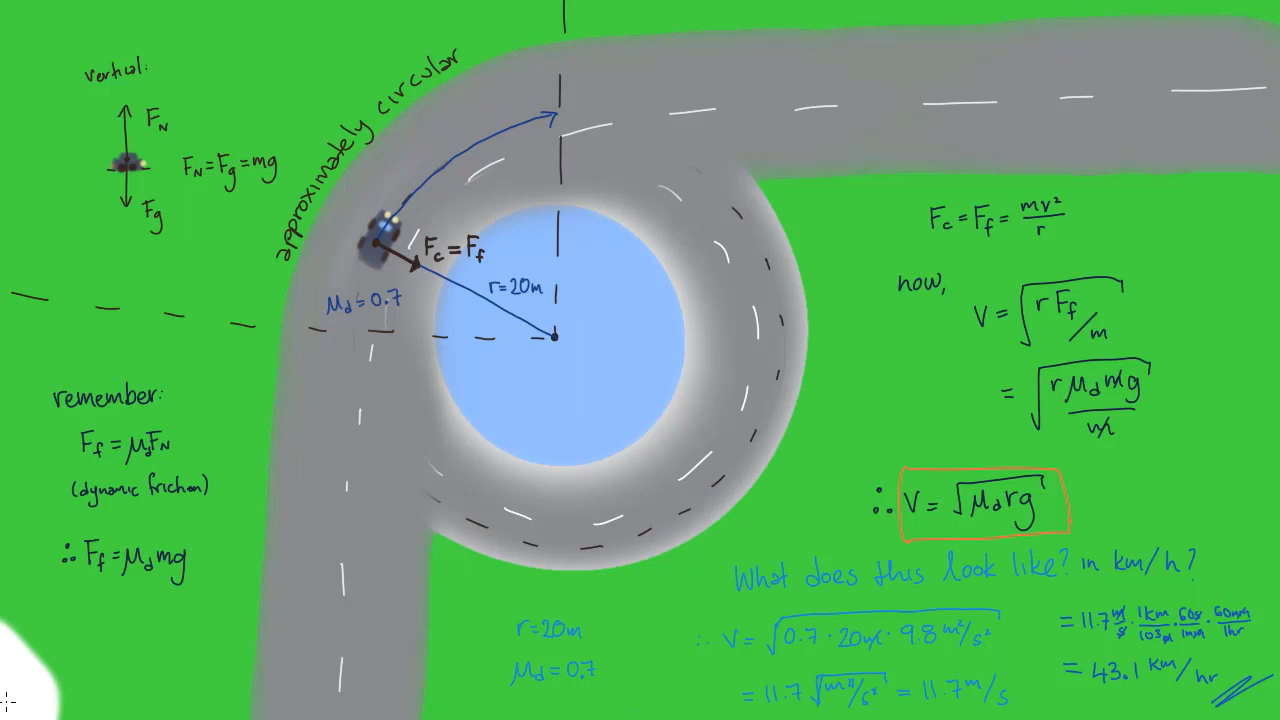 vertical:
F_N
F_N = F_g = mg
F_g
approximately circular
F_c = F_f
r = 20m
μ_d = 0.7
remember:
F_f = μ_d F_N
(dynamic friction)
∴ F_f = μ_d mg
F_c = F_f = mv²/r
now,
V = √(r F_f/m)
= √(r μ_d m g/m)
∴ V = √(μ_d r g)
What does this look like? in km/h?
r = 20m
μ_d = 0.7
∴ V = √(0.7 · 20m · 9.8 m²/s²)
= 11.7 √(m²/s²) = 11.7 m/s
= 11.7 m/s · 1km/10³m · 60s/1min · 60min/1hr
= 43.1 km/hr